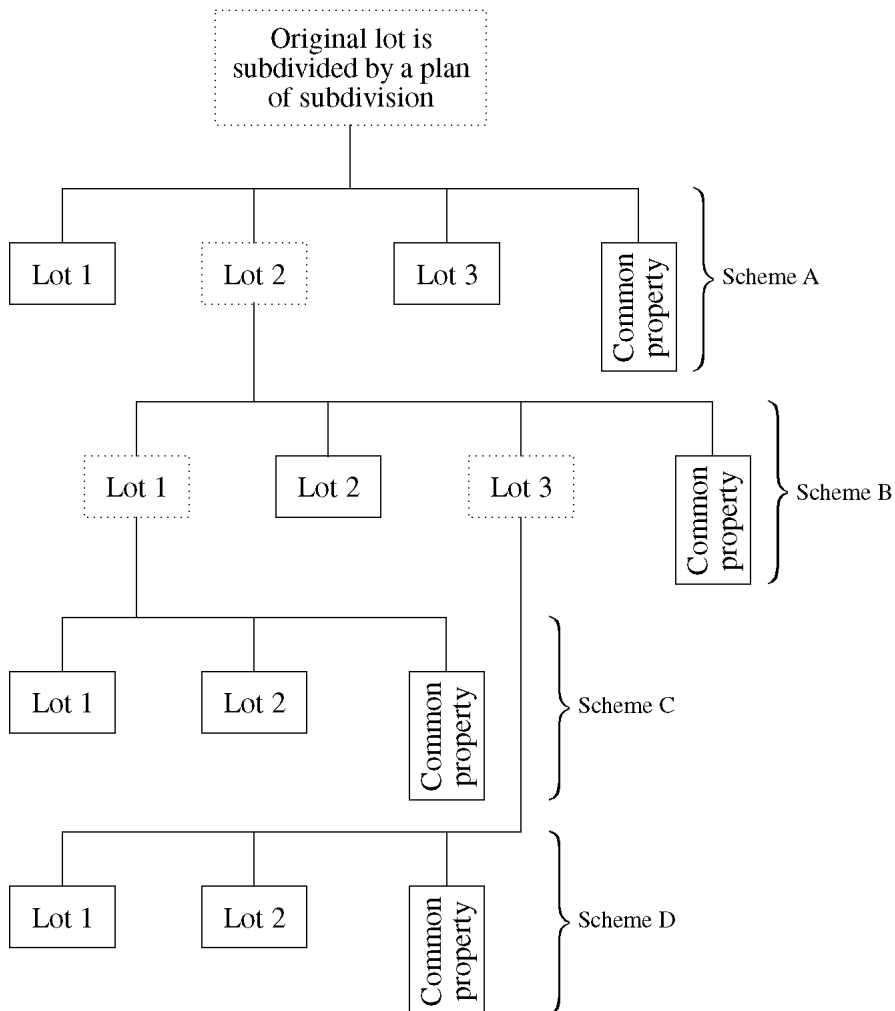 Original lot is
subdivided by a plan
of subdivision
Lot 1
Lot 2
Lot 3
Common
property
Scheme A
Lot 1
Lot 2
Lot 3
Common
property
Scheme B
Lot 1
Lot 2
Common
property
Scheme C
Lot 1
Lot 2
Common
property
Scheme D